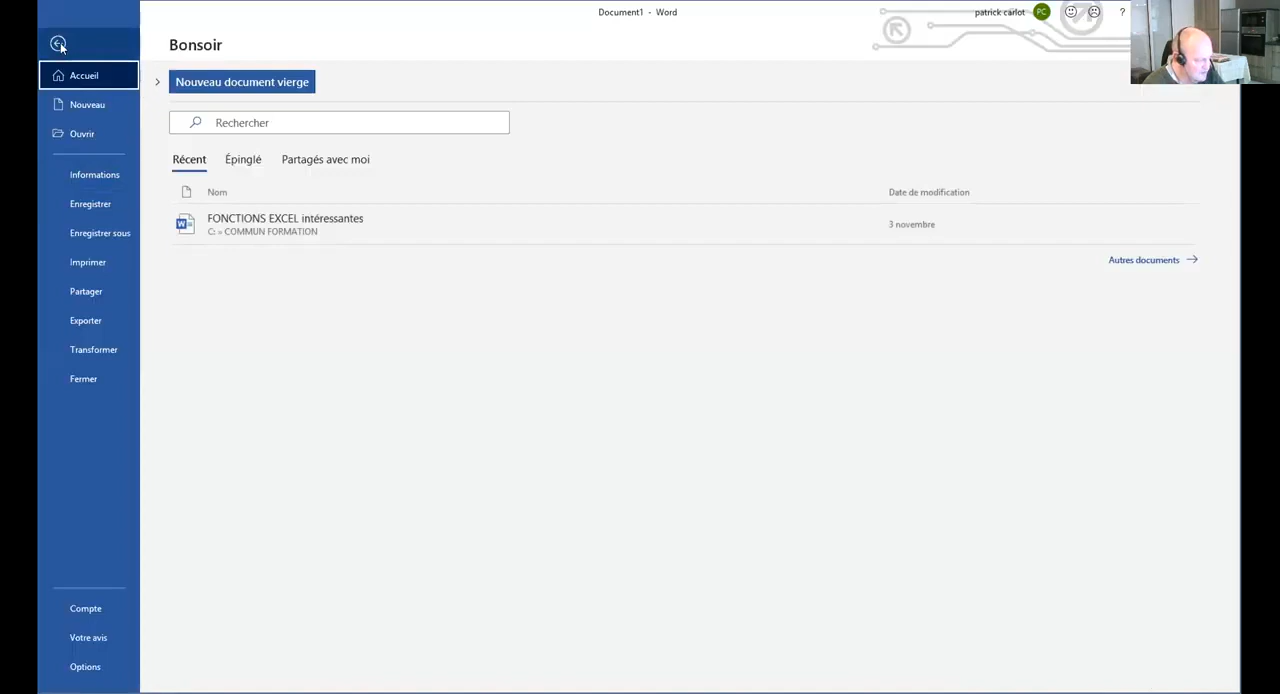 Document1 - Word
patrick carlot PC ?
Bonsoir
Accueil
Nouveau
Ouvrir
Informations
Enregistrer
Enregistrer sous
Imprimer
Partager
Exporter
Transformer
Fermer
Compte
Votre avis
Options
Nouveau document vierge
Rechercher
Récent Épinglé Partagés avec moi
Nom Date de modification
FONCTIONS EXCEL intéressantes
C: » COMMUN FORMATION
3 novembre
Autres documents